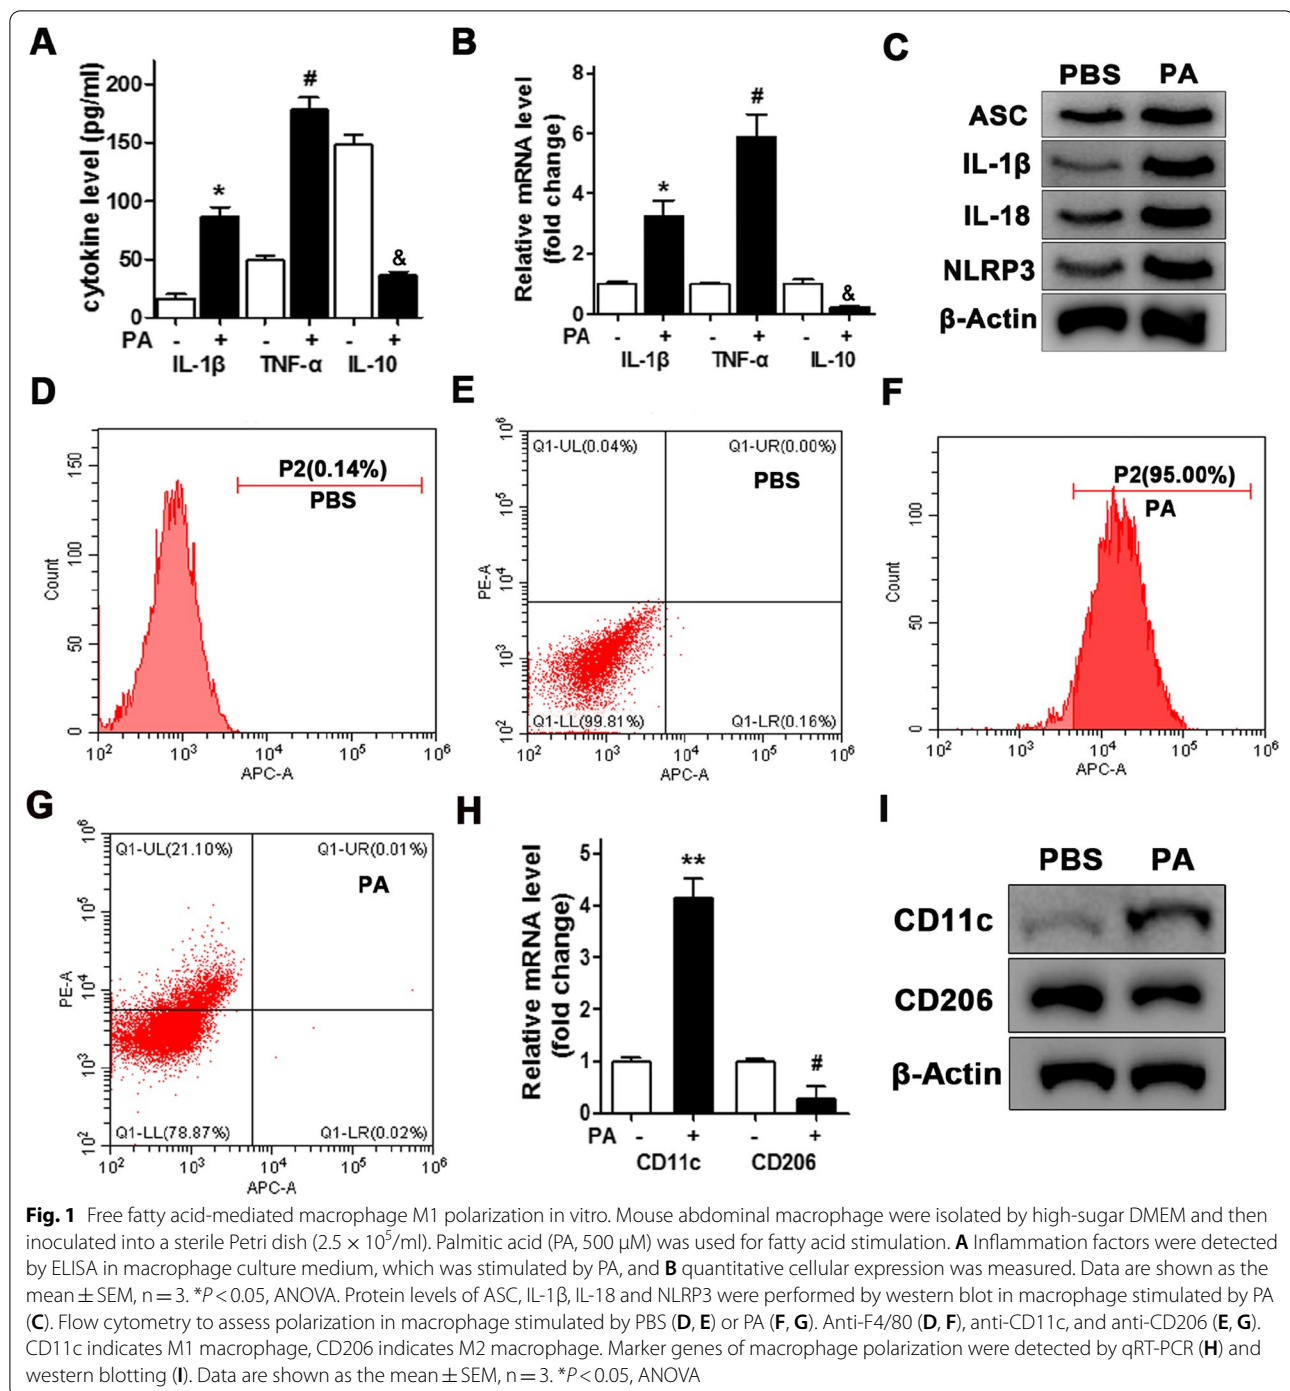 A
cytokine level (pg/ml)
200
150
100
50
0
*
#
&
PA - + - + - +
IL-1β TNF-α IL-10
B
Relative mRNA level
(fold change)
8
6
4
2
0
*
#
&
PA - + - + - +
IL-1β TNF-α IL-10
C
PBS PA
ASC
IL-1β
IL-18
NLRP3
β-Actin
D
Count
150
100
50
0
P2(0.14%)
PBS
10² 10³ 10⁴ 10⁵ 10⁶
APC-A
E
PE-A
10⁶
10⁵
10⁴
10³
10²
Q1-UL(0.04%) Q1-UR(0.00%)
PBS
Q1-LL(99.81%) Q1-LR(0.16%)
10² 10³ 10⁴ 10⁵ 10⁶
APC-A
F
Count
100
50
0
P2(95.00%)
PA
10² 10³ 10⁴ 10⁵ 10⁶
APC-A
G
PE-A
10⁶
10⁵
10⁴
10³
10²
Q1-UL(21.10%) Q1-UR(0.01%)
PA
Q1-LL(78.87%) Q1-LR(0.02%)
10² 10³ 10⁴ 10⁵ 10⁶
APC-A
H
Relative mRNA level
(fold change)
5
4
3
2
1
0
**
#
PA - + - +
CD11c CD206
I
PBS PA
CD11c
CD206
β-Actin
Fig. 1 Free fatty acid-mediated macrophage M1 polarization in vitro. Mouse abdominal macrophage were isolated by high-sugar DMEM and then
inoculated into a sterile Petri dish (2.5 × 10⁵/ml). Palmitic acid (PA, 500 μM) was used for fatty acid stimulation. A Inflammation factors were detected
by ELISA in macrophage culture medium, which was stimulated by PA, and B quantitative cellular expression was measured. Data are shown as the
mean ± SEM, n = 3. *P < 0.05, ANOVA. Protein levels of ASC, IL-1β, IL-18 and NLRP3 were performed by western blot in macrophage stimulated by PA
(C). Flow cytometry to assess polarization in macrophage stimulated by PBS (D, E) or PA (F, G). Anti-F4/80 (D, F), anti-CD11c, and anti-CD206 (E, G).
CD11c indicates M1 macrophage, CD206 indicates M2 macrophage. Marker genes of macrophage polarization were detected by qRT-PCR (H) and
western blotting (I). Data are shown as the mean ± SEM, n = 3. *P < 0.05, ANOVA